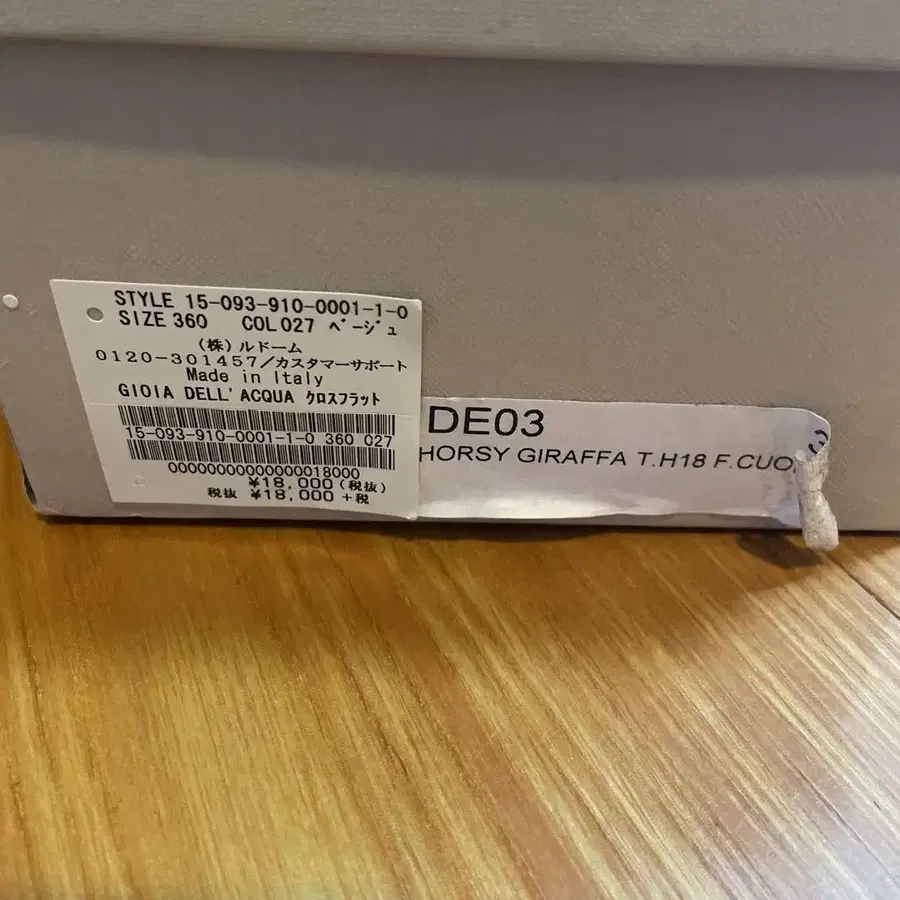 STYLE 15-093-910-0001-1-0
SIZE 360 COL 027 ベージュ
(株)ルドーム
0120-301457/カスタマーサポート
Made in Italy
GIOIA DELL'ACQUA クロスフラット
15-093-910-0001-1-0 360 027
00000000000000018000
¥18,000(税抜)
税抜 ¥18,000+税
DE03
HORSY GIRAFFA T.H18 F.CUO